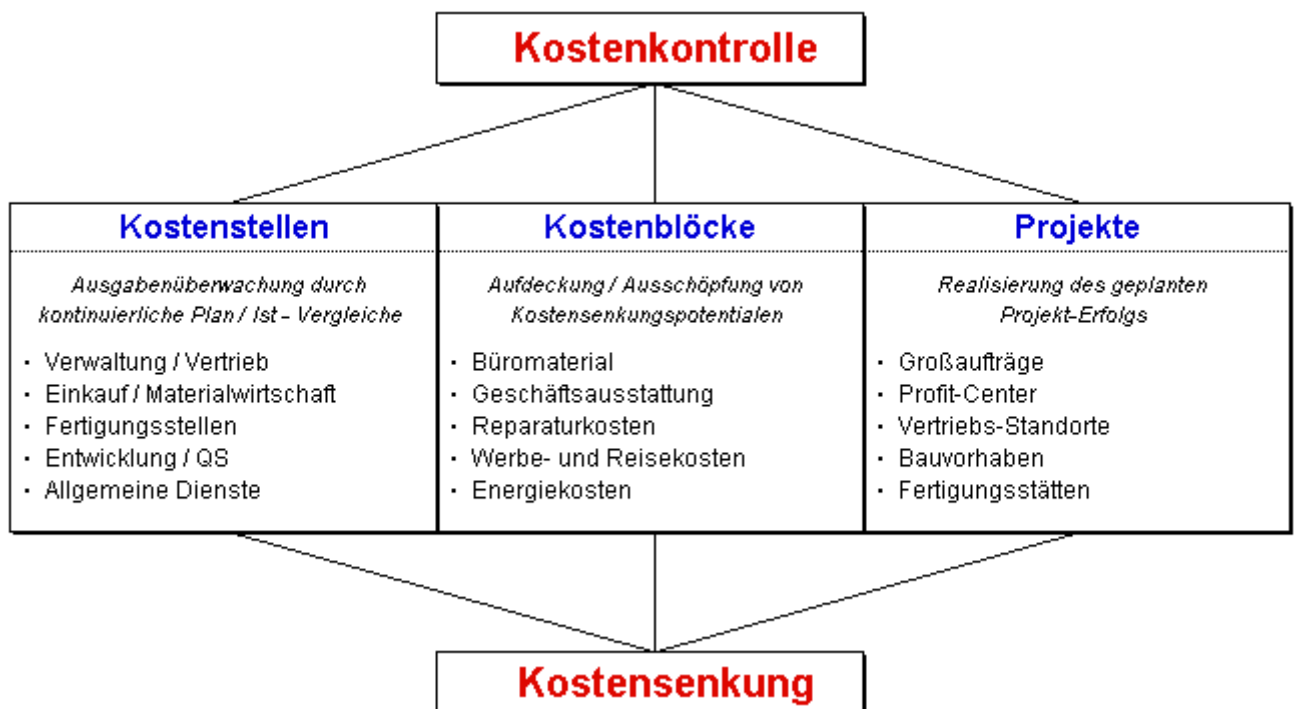 Kostenkontrolle
Kostenstellen
Ausgabenüberwachung durch
kontinuierliche Plan / Ist – Vergleiche
· Verwaltung / Vertrieb
· Einkauf / Materialwirtschaft
· Fertigungsstellen
· Entwicklung / QS
· Allgemeine Dienste
Kostenblöcke
Aufdeckung / Ausschöpfung von
Kostensenkungspotentialen
· Büromaterial
· Geschäftsausstattung
· Reparaturkosten
· Werbe- und Reisekosten
· Energiekosten
Projekte
Realisierung des geplanten
Projekt-Erfolgs
· Großaufträge
· Profit-Center
· Vertriebs-Standorte
· Bauvorhaben
· Fertigungsstätten
Kostensenkung